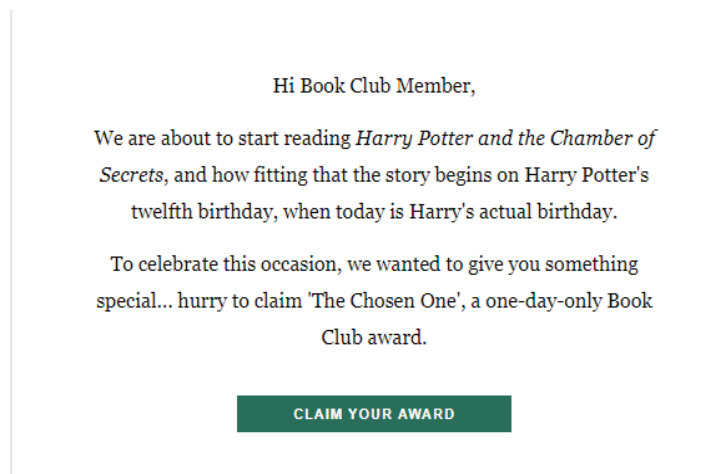 Hi Book Club Member,
We are about to start reading Harry Potter and the Chamber of
Secrets, and how fitting that the story begins on Harry Potter's
twelfth birthday, when today is Harry's actual birthday.
To celebrate this occasion, we wanted to give you something
special... hurry to claim 'The Chosen One', a one-day-only Book
Club award.
CLAIM YOUR AWARD